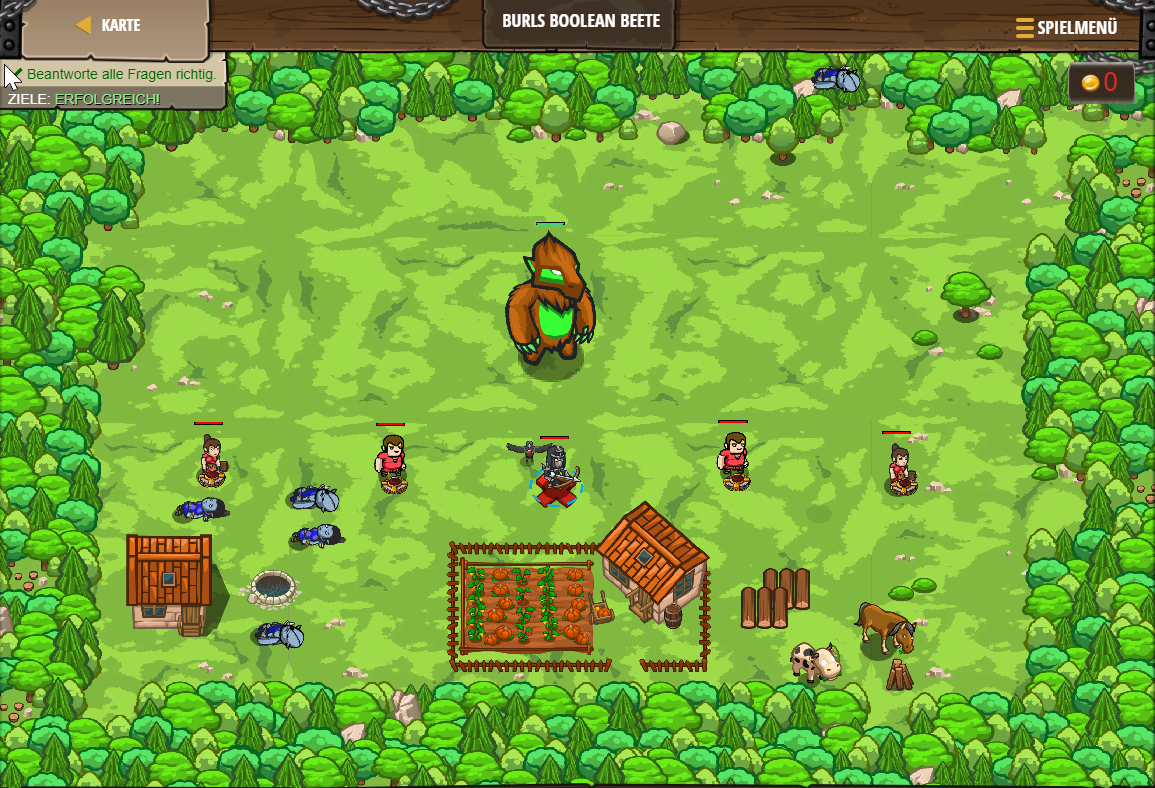 KARTE
BURLS BOOLEAN BEETE
SPIELMENÜ
Beantworte alle Fragen richtig.
ZIELE: ERFOLGREICH!
0